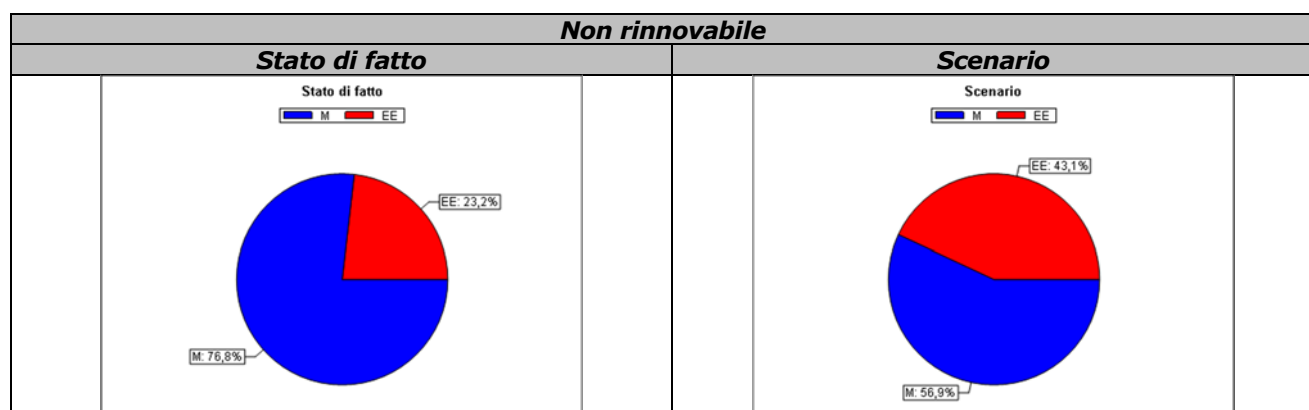 Non rinnovabile
Stato di fatto
Scenario
Stato di fatto
M EE
EE: 23,2%
M: 76,8%
Scenario
M EE
EE: 43,1%
M: 56,9%